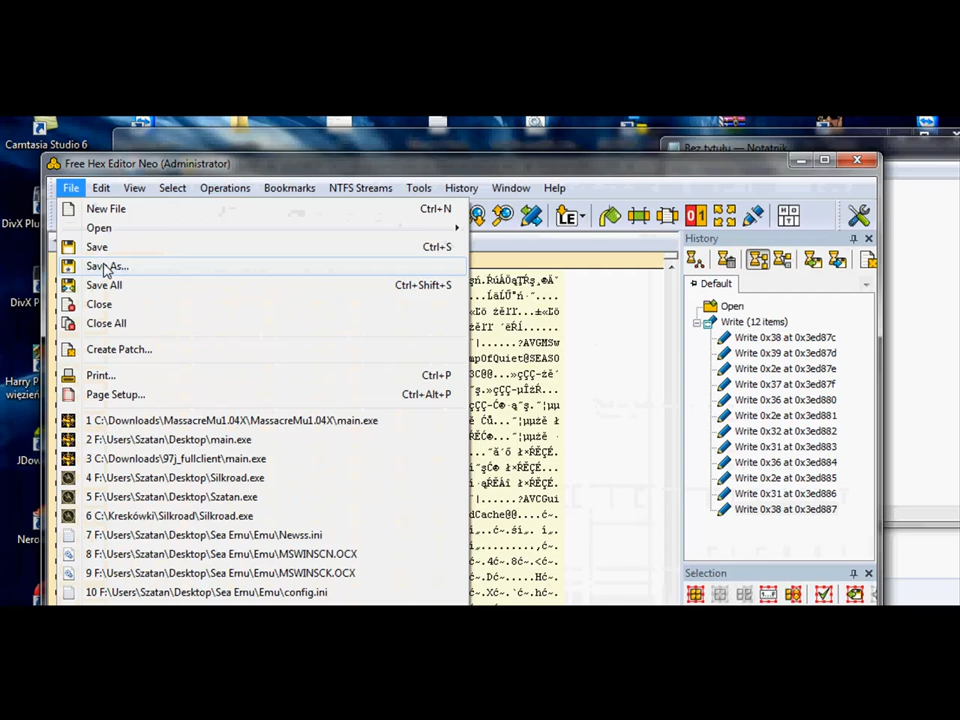 Camtasia Studio 6
Bez tytułu — Notatnik
Free Hex Editor Neo (Administrator)
File Edit View Select Operations Bookmarks NTFS Streams Tools History Window Help
New File Ctrl+N
Open
Save Ctrl+S
Save As...
Save All Ctrl+Shift+S
Close
Close All
Create Patch...
Print... Ctrl+P
Page Setup... Ctrl+Alt+P
1 C:\Downloads\MassacreMu1.04X\MassacreMu1.04X\main.exe
2 F:\Users\Szatan\Desktop\main.exe
3 C:\Downloads\97j_fullclient\main.exe
4 F:\Users\Szatan\Desktop\Silkroad.exe
5 F:\Users\Szatan\Desktop\Szatan.exe
6 C:\Kreskówki\Silkroad\Silkroad.exe
7 F:\Users\Szatan\Desktop\Sea Emu\Emu\Newss.ini
8 F:\Users\Szatan\Desktop\Sea Emu\Emu\MSWINSCN.OCX
9 F:\Users\Szatan\Desktop\Sea Emu\Emu\MSWINSCK.OCX
10 F:\Users\Szatan\Desktop\Sea Emu\Emu\config.ini
DivX Plu
DivX
Harry P
więzień
JDow
Nero
LE
History
Default
Open
Write (12 items)
Write 0x38 at 0x3ed87c
Write 0x39 at 0x3ed87d
Write 0x2e at 0x3ed87e
Write 0x37 at 0x3ed87f
Write 0x36 at 0x3ed880
Write 0x2e at 0x3ed881
Write 0x32 at 0x3ed882
Write 0x31 at 0x3ed883
Write 0x36 at 0x3ed884
Write 0x2e at 0x3ed885
Write 0x31 at 0x3ed886
Write 0x38 at 0x3ed887
Selection